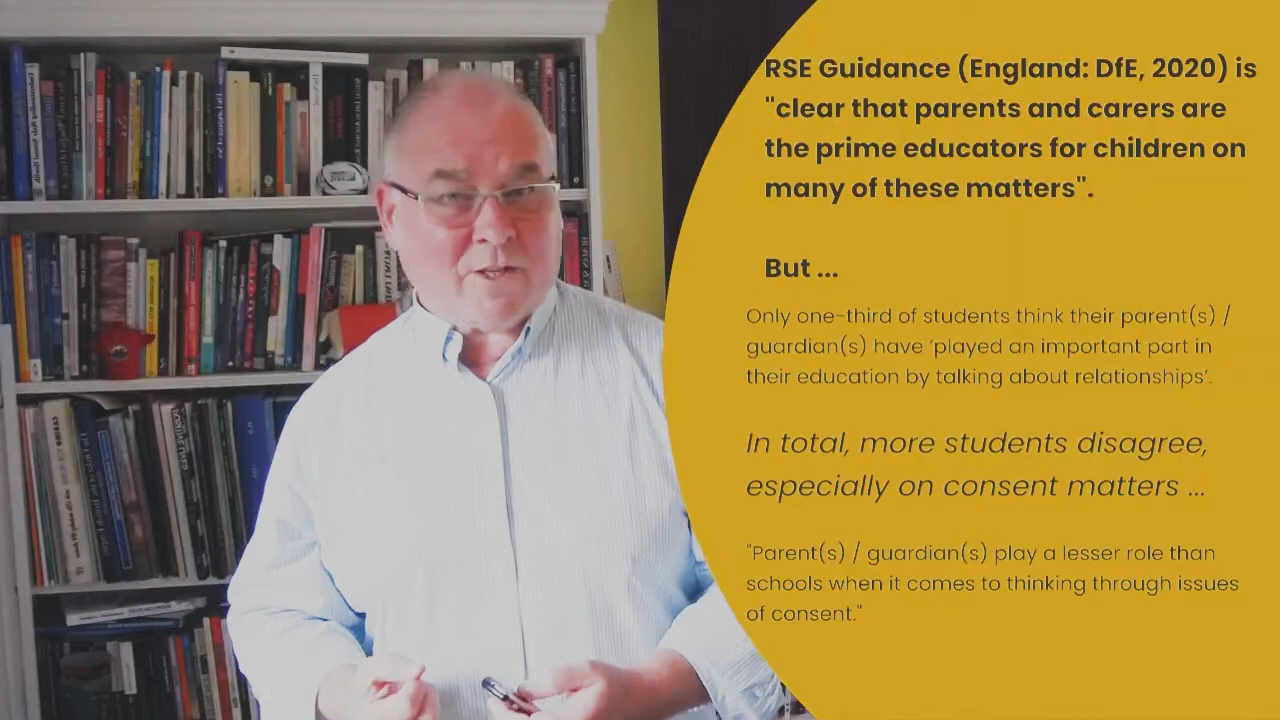 RSE Guidance (England: DfE, 2020) is
"clear that parents and carers are
the prime educators for children on
many of these matters".
But ...
Only one-third of students think their parent(s) /
guardian(s) have 'played an important part in
their education by talking about relationships'.
In total, more students disagree,
especially on consent matters ...
"Parent(s) / guardian(s) play a lesser role than
schools when it comes to thinking through issues
of consent."